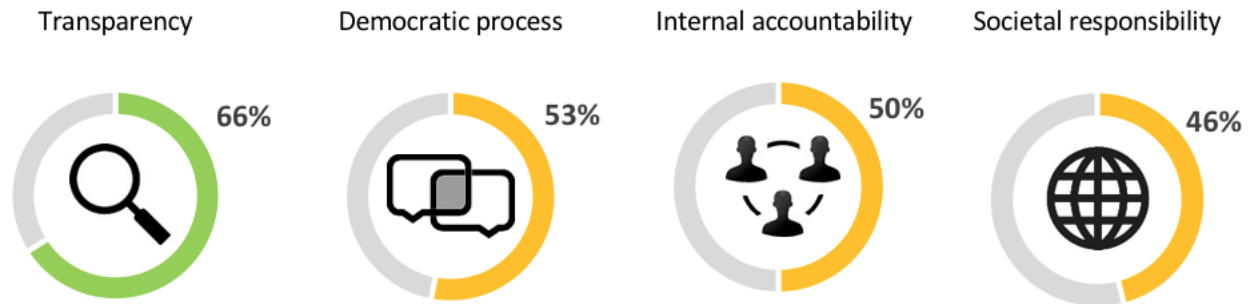 Transparency
Democratic process
Internal accountability
Societal responsibility
66%
53%
50%
46%